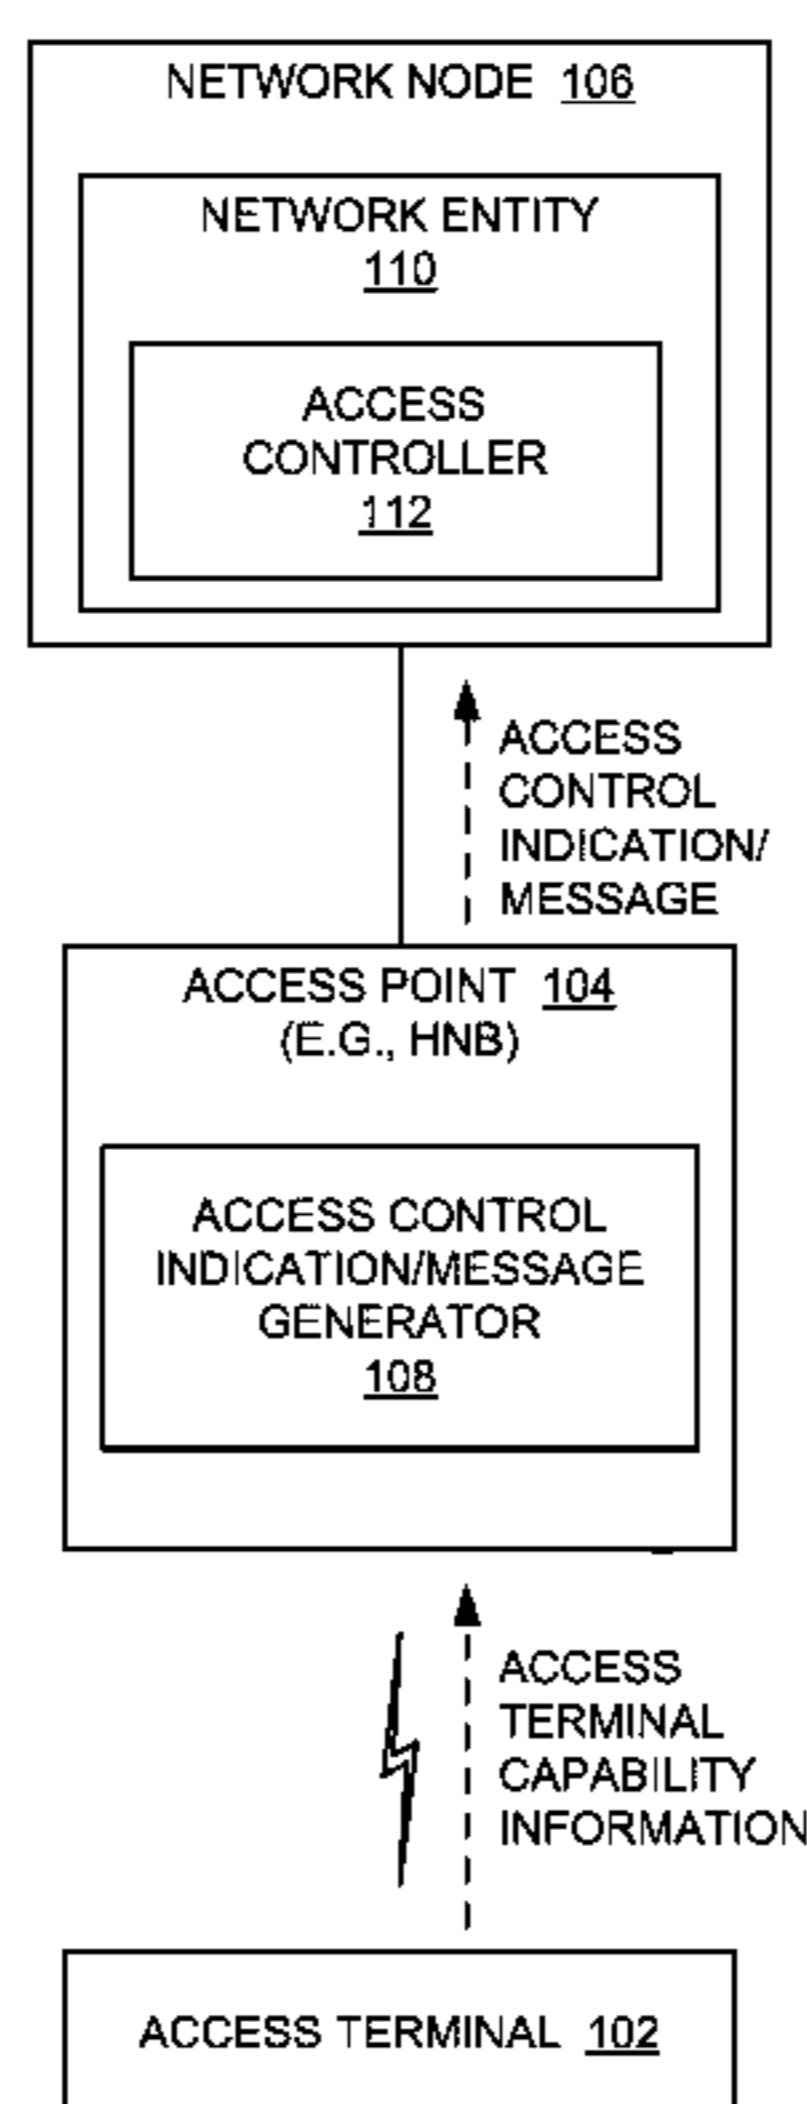 NETWORK NODE 106
NETWORK ENTITY
110
ACCESS
CONTROLLER
112
ACCESS
CONTROL
INDICATION/
MESSAGE
ACCESS POINT 104
(E.G., HNB)
ACCESS CONTROL
INDICATION/MESSAGE
GENERATOR
108
ACCESS
TERMINAL
CAPABILITY
INFORMATION
ACCESS TERMINAL 102